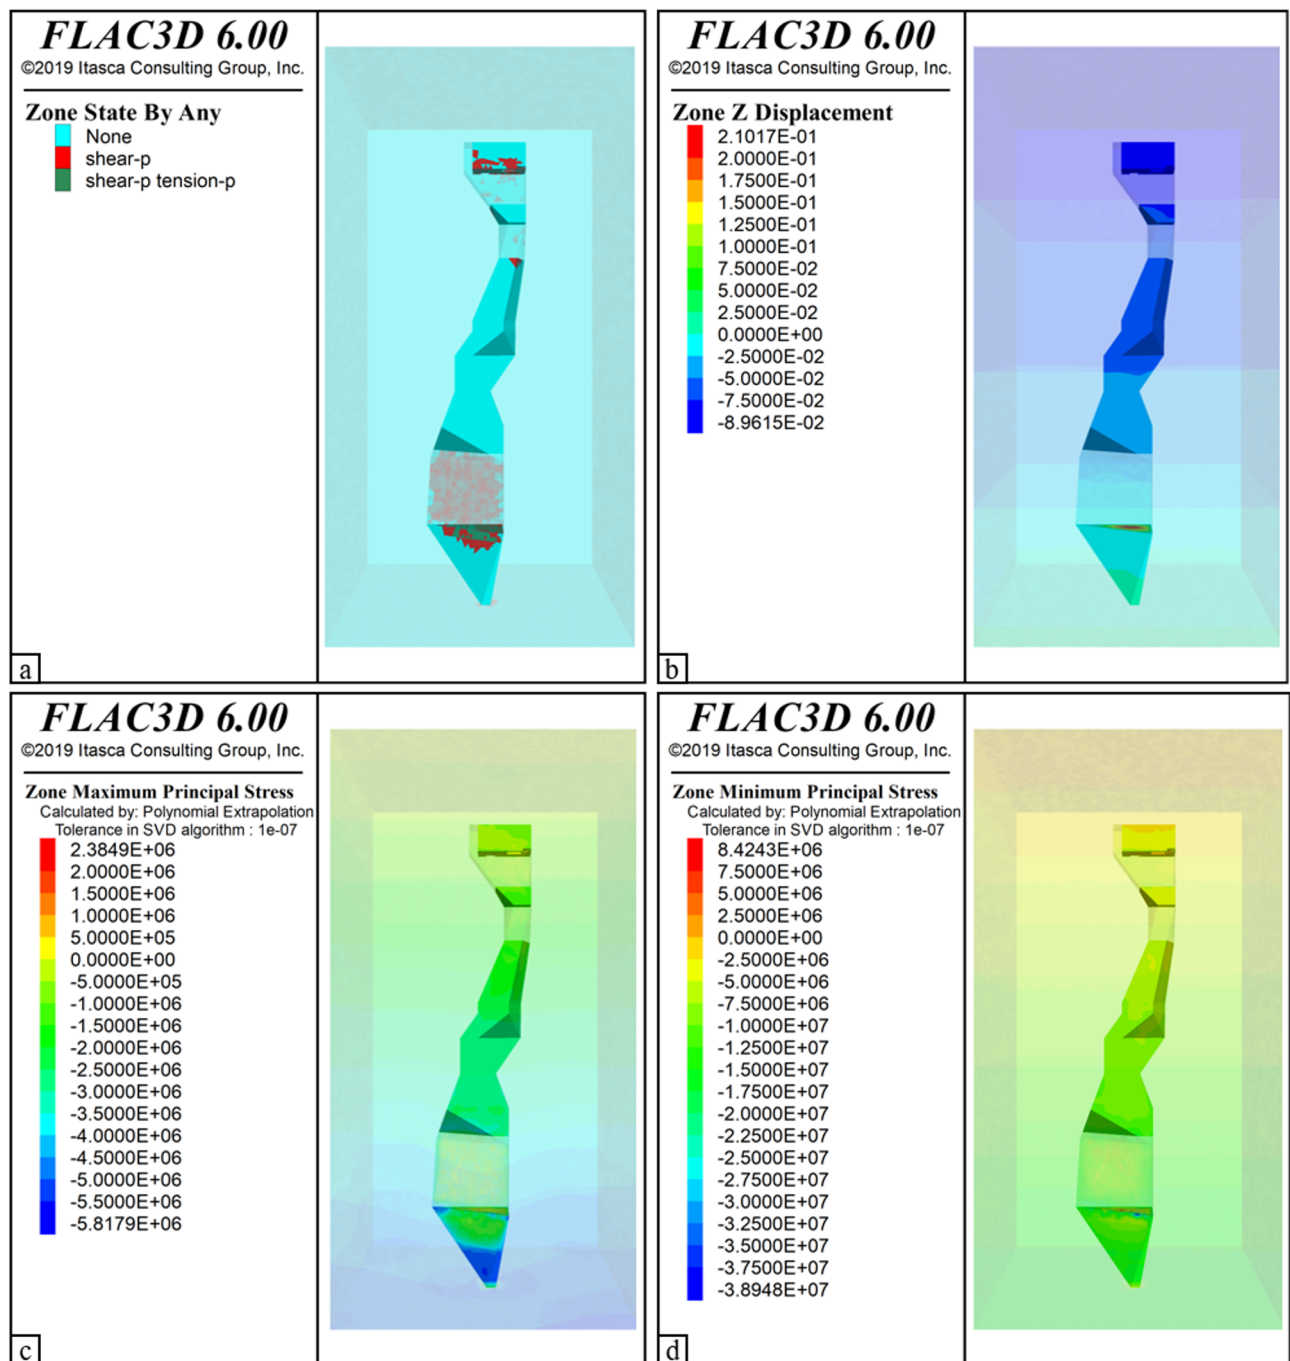 FLAC3D 6.00
©2019 Itasca Consulting Group, Inc.
Zone State By Any
None
shear-p
shear-p tension-p
a
FLAC3D 6.00
©2019 Itasca Consulting Group, Inc.
Zone Z Displacement
2.1017E-01
2.0000E-01
1.7500E-01
1.5000E-01
1.2500E-01
1.0000E-01
7.5000E-02
5.0000E-02
2.5000E-02
0.0000E+00
-2.5000E-02
-5.0000E-02
-7.5000E-02
-8.9615E-02
b
FLAC3D 6.00
©2019 Itasca Consulting Group, Inc.
Zone Maximum Principal Stress
Calculated by: Polynomial Extrapolation
Tolerance in SVD algorithm : 1e-07
2.3849E+06
2.0000E+06
1.5000E+06
1.0000E+06
5.0000E+05
0.0000E+00
-5.0000E+05
-1.0000E+06
-1.5000E+06
-2.0000E+06
-2.5000E+06
-3.0000E+06
-3.5000E+06
-4.0000E+06
-4.5000E+06
-5.0000E+06
-5.5000E+06
-5.8179E+06
c
FLAC3D 6.00
©2019 Itasca Consulting Group, Inc.
Zone Minimum Principal Stress
Calculated by: Polynomial Extrapolation
Tolerance in SVD algorithm : 1e-07
8.4243E+06
7.5000E+06
5.0000E+06
2.5000E+06
0.0000E+00
-2.5000E+06
-5.0000E+06
-7.5000E+06
-1.0000E+07
-1.2500E+07
-1.5000E+07
-1.7500E+07
-2.0000E+07
-2.2500E+07
-2.5000E+07
-2.7500E+07
-3.0000E+07
-3.2500E+07
-3.5000E+07
-3.7500E+07
-3.8948E+07
d